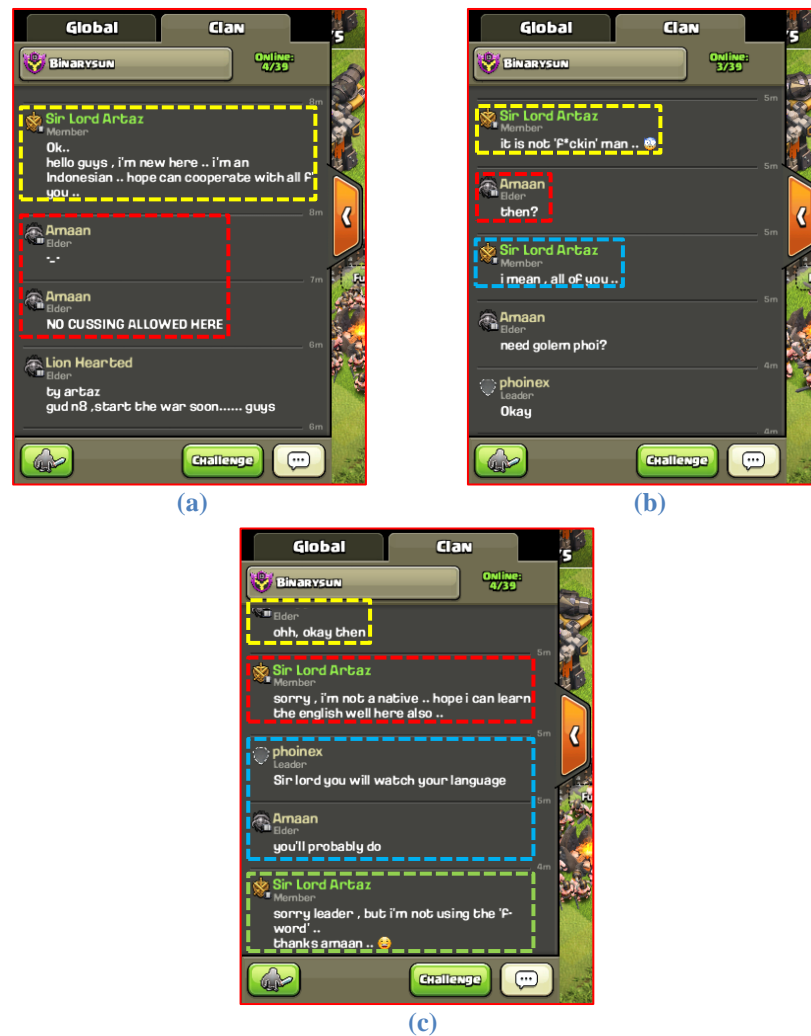 Global Clan
Binarysun Online: 4/39
8m
Sir Lord Artaz
Member
Ok..
hello guys , i'm new here .. i'm an
Indonesian .. hope can cooperate with all f'
you ..
8m
Amaan
Elder
-_-
7m
Amaan
Elder
NO CUSSING ALLOWED HERE
6m
Lion Hearted
Elder
ty artaz
gud n8 ,start the war soon...... guys
6m
Challenge
(a)
Global Clan
Binarysun Online: 3/39
5m
Sir Lord Artaz
Member
it is not 'f*ckin' man ..
5m
Amaan
Elder
then?
5m
Sir Lord Artaz
Member
i mean , all of you ..
5m
Amaan
Elder
need golem phoi?
4m
phoinex
Leader
Okay
4m
Challenge
(b)
Global Clan
Binarysun Online: 4/39
Elder
ohh, okay then
5m
Sir Lord Artaz
Member
sorry , i'm not a native .. hope i can learn
the english well here also ..
5m
phoinex
Leader
Sir lord you will watch your language
5m
Amaan
Elder
you'll probably do
4m
Sir Lord Artaz
Member
sorry leader , but i'm not using the 'f-
word' ..
thanks amaan ..
Challenge
(c)